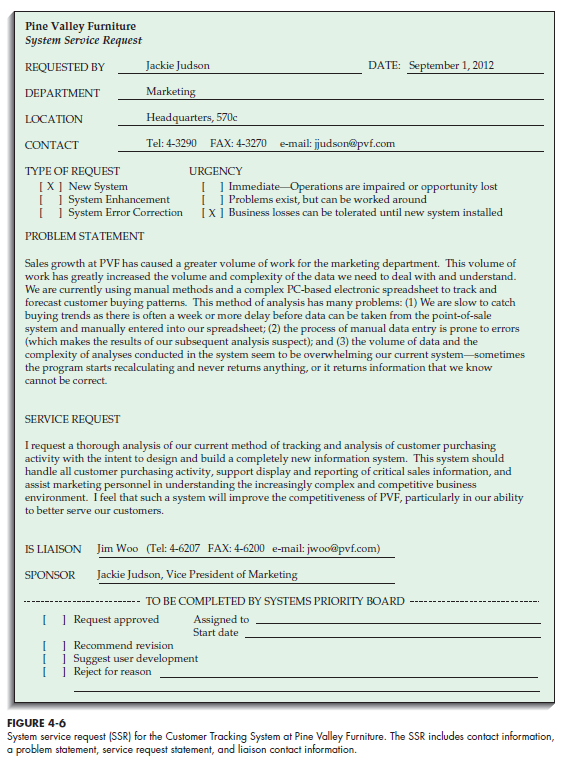 Pine Valley Furniture
System Service Request
REQUESTED BY Jackie Judson DATE: September 1, 2012
DEPARTMENT Marketing
LOCATION Headquarters, 570c
CONTACT Tel: 4-3290 FAX: 4-3270 e-mail: jjudson@pvf.com
TYPE OF REQUEST URGENCY
[ X ] New System [ ] Immediate—Operations are impaired or opportunity lost
[ ] System Enhancement [ ] Problems exist, but can be worked around
[ ] System Error Correction [ X ] Business losses can be tolerated until new system installed
PROBLEM STATEMENT
Sales growth at PVF has caused a greater volume of work for the marketing department. This volume of
work has greatly increased the volume and complexity of the data we need to deal with and understand.
We are currently using manual methods and a complex PC-based electronic spreadsheet to track and
forecast customer buying patterns. This method of analysis has many problems: (1) We are slow to catch
buying trends as there is often a week or more delay before data can be taken from the point-of-sale
system and manually entered into our spreadsheet; (2) the process of manual data entry is prone to errors
(which makes the results of our subsequent analysis suspect); and (3) the volume of data and the
complexity of analyses conducted in the system seem to be overwhelming our current system—sometimes
the program starts recalculating and never returns anything, or it returns information that we know
cannot be correct.
SERVICE REQUEST
I request a thorough analysis of our current method of tracking and analysis of customer purchasing
activity with the intent to design and build a completely new information system. This system should
handle all customer purchasing activity, support display and reporting of critical sales information, and
assist marketing personnel in understanding the increasingly complex and competitive business
environment. I feel that such a system will improve the competitiveness of PVF, particularly in our ability
to better serve our customers.
IS LIAISON Jim Woo (Tel: 4-6207 FAX: 4-6200 e-mail: jwoo@pvf.com)
SPONSOR Jackie Judson, Vice President of Marketing
TO BE COMPLETED BY SYSTEMS PRIORITY BOARD
[ ] Request approved Assigned to
Start date
[ ] Recommend revision
[ ] Suggest user development
[ ] Reject for reason
FIGURE 4-6
System service request (SSR) for the Customer Tracking System at Pine Valley Furniture. The SSR includes contact information,
a problem statement, service request statement, and liaison contact information.